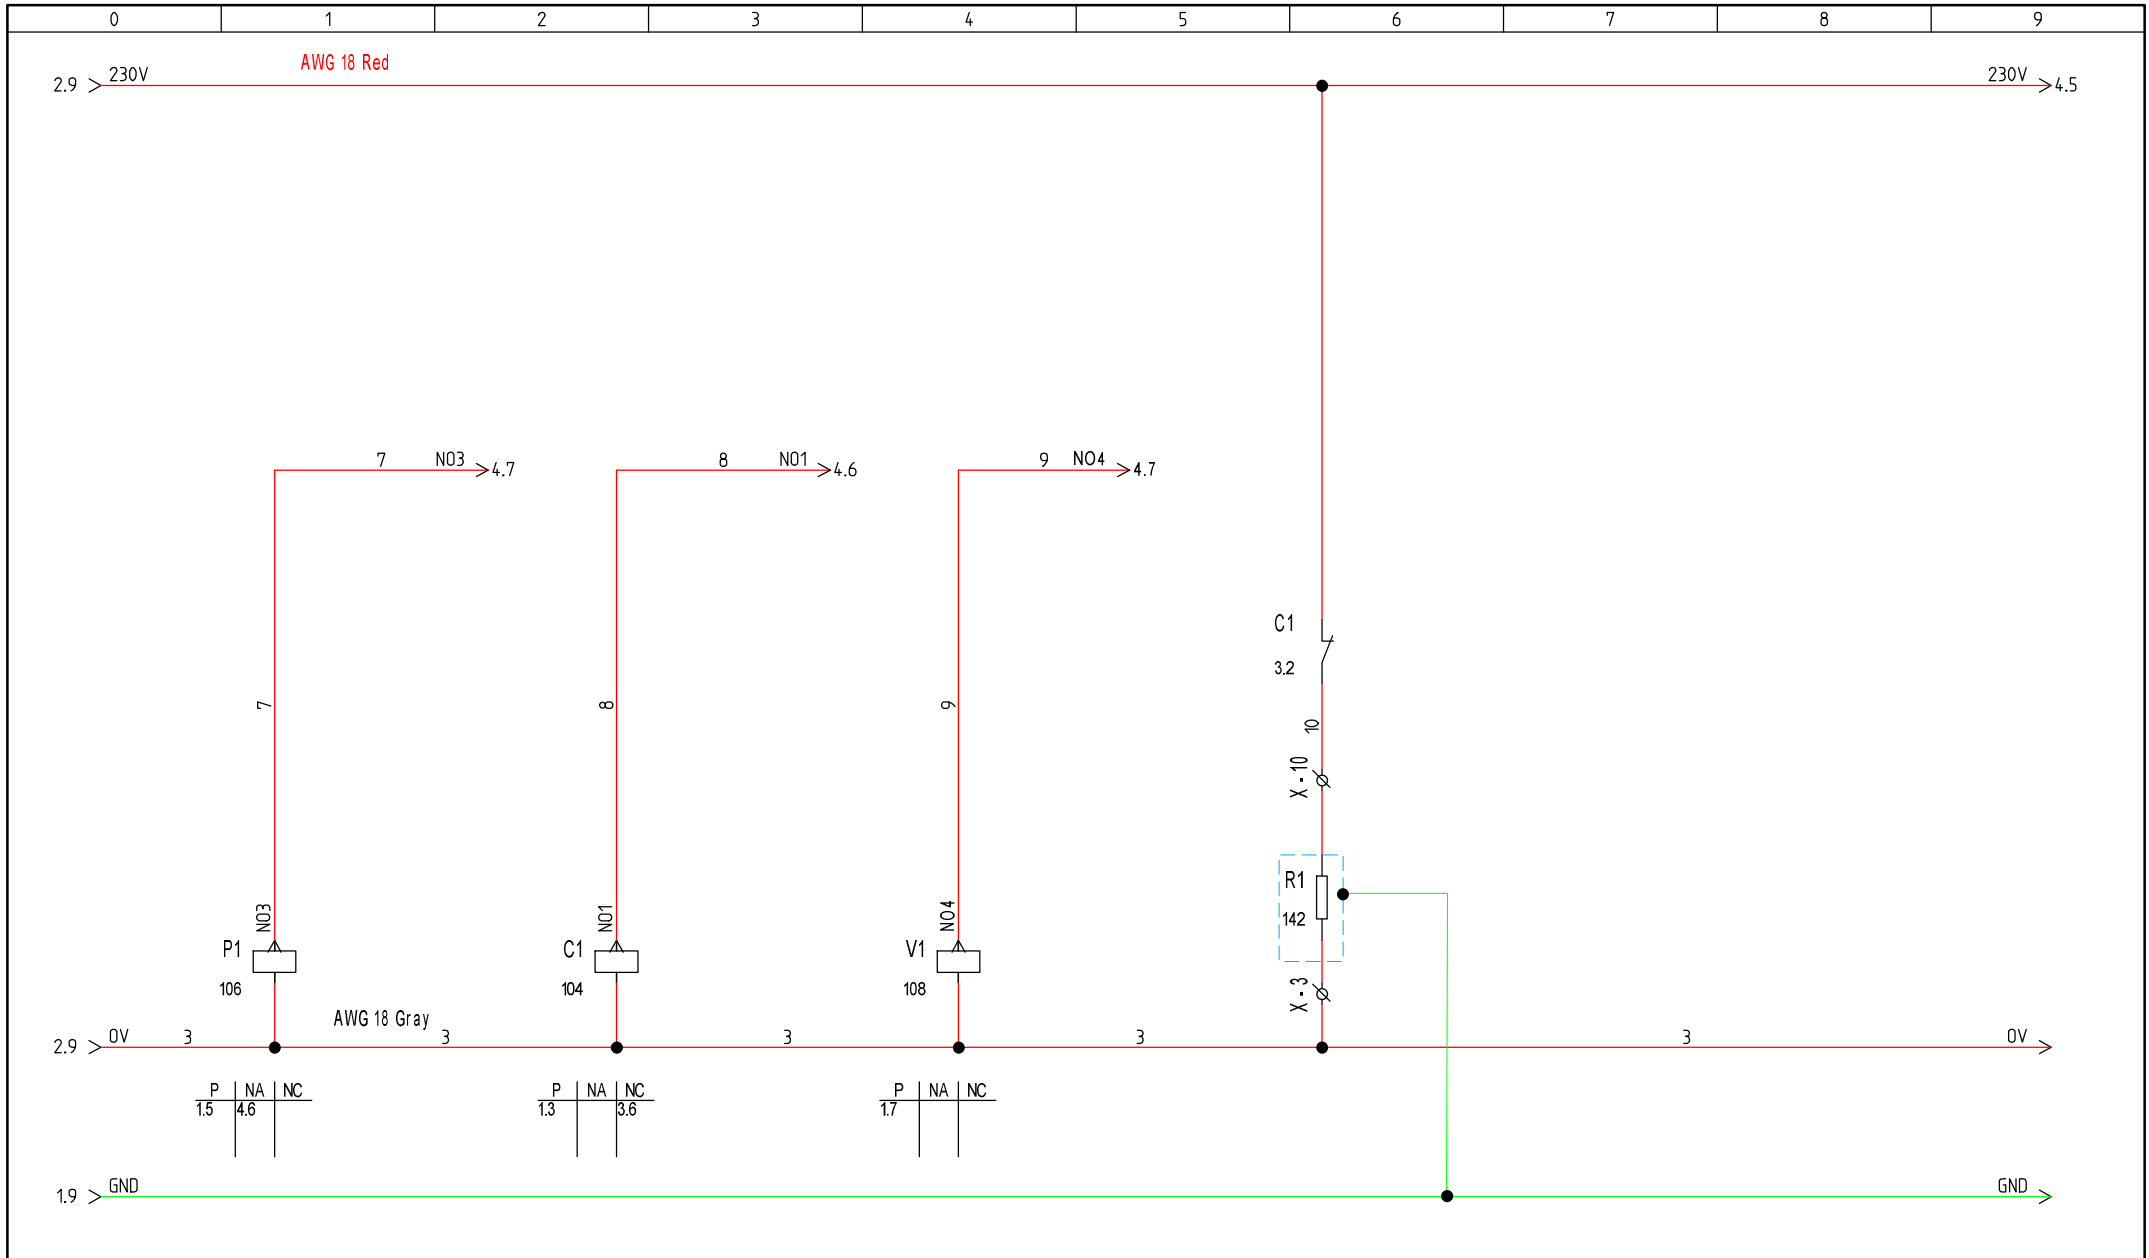 0 1 2 3 4 5 6 7 8 9
AWG 18 Red
2.9 230V 230V 4.5
7 NO3 4.7 8 NO1 4.6 9 NO4 4.7
C1
3.2
7 8 9 10
X - 10
R1
142
NO3 NO1 NO4
P1 C1 V1
106 104 108
X - 3
AWG 18 Gray
2.9 0V 3 3 3 3 3 0V
P NA NC P NA NC P NA NC
1.5 4.6 1.3 3.6 1.7
1.9 GND GND